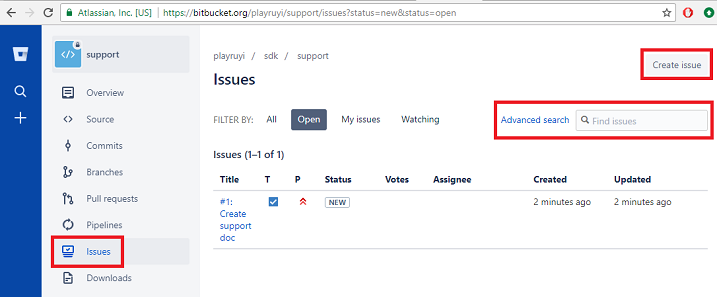 Atlassian, Inc. [US] | https://bitbucket.org/playruyi/support/issues?status=new&status=open
</> support
Overview
Source
Commits
Branches
Pull requests
Pipelines
Issues
Downloads
playruyi / sdk / support
Issues
Create issue
FILTER BY: All Open My issues Watching
Advanced search Find issues
Issues (1–1 of 1)
Title T P Status Votes Assignee Created Updated
#1: NEW 2 minutes ago 2 minutes ago
Create
support
doc